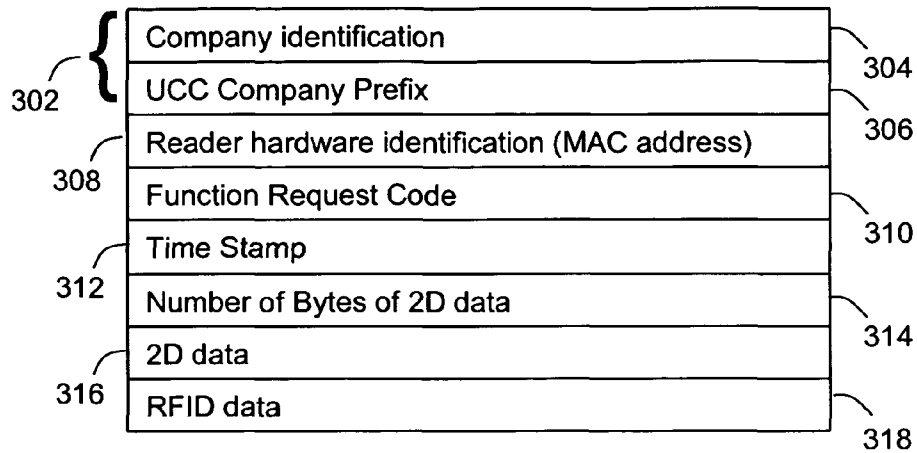 Company identification
304
302
UCC Company Prefix
306
Reader hardware identification (MAC address)
308
Function Request Code
310
Time Stamp
312
Number of Bytes of 2D data
314
2D data
316
RFID data
318